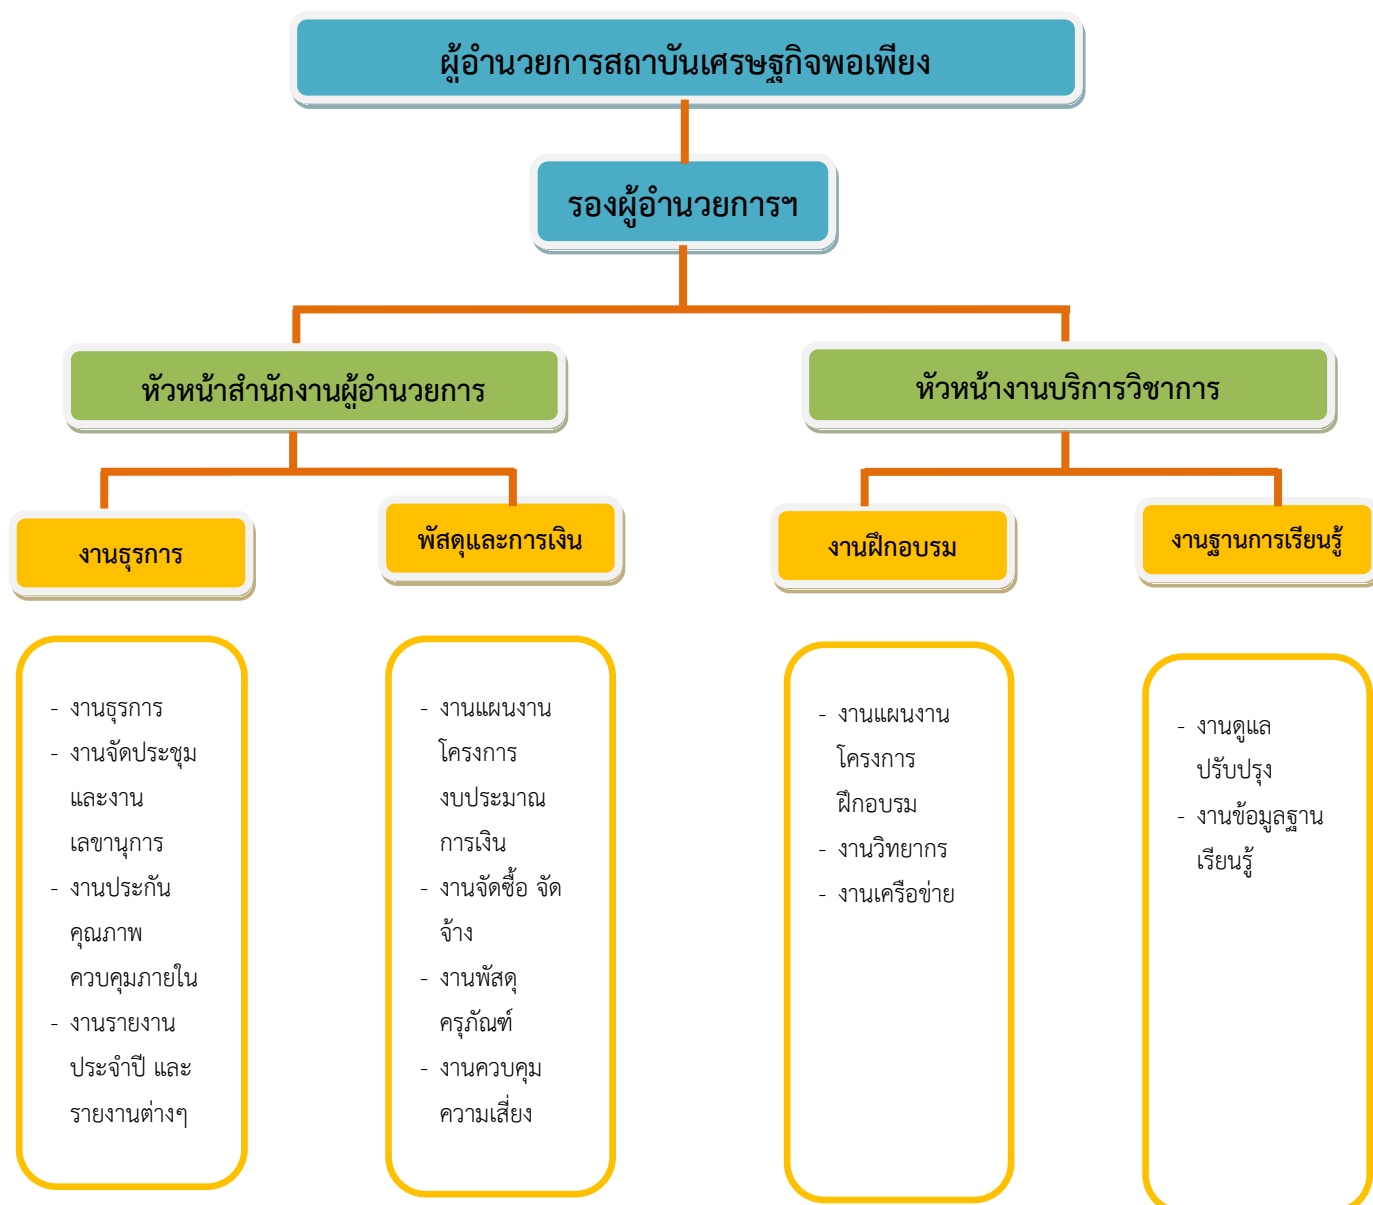 ผู้อำนวยการสถาบันเศรษฐกิจพอเพียง
รองผู้อำนวยการฯ
หัวหน้าสำนักงานผู้อำนวยการ
หัวหน้างานบริการวิชาการ
งานธุรการ
พัสดุและการเงิน
งานฝึกอบรม
งานฐานการเรียนรู้
- งานธุรการ
- งานจัดประชุม
และงาน
เลขานุการ
- งานประกัน
คุณภาพ
ควบคุมภายใน
- งานรายงาน
ประจำปี และ
รายงานต่างๆ
- งานแผนงาน
โครงการ
งบประมาณ
การเงิน
- งานจัดซื้อ จัด
จ้าง
- งานพัสดุ
ครุภัณฑ์
- งานควบคุม
ความเสี่ยง
- งานแผนงาน
โครงการ
ฝึกอบรม
- งานวิทยากร
- งานเครือข่าย
- งานดูแล
ปรับปรุง
- งานข้อมูลฐาน
เรียนรู้